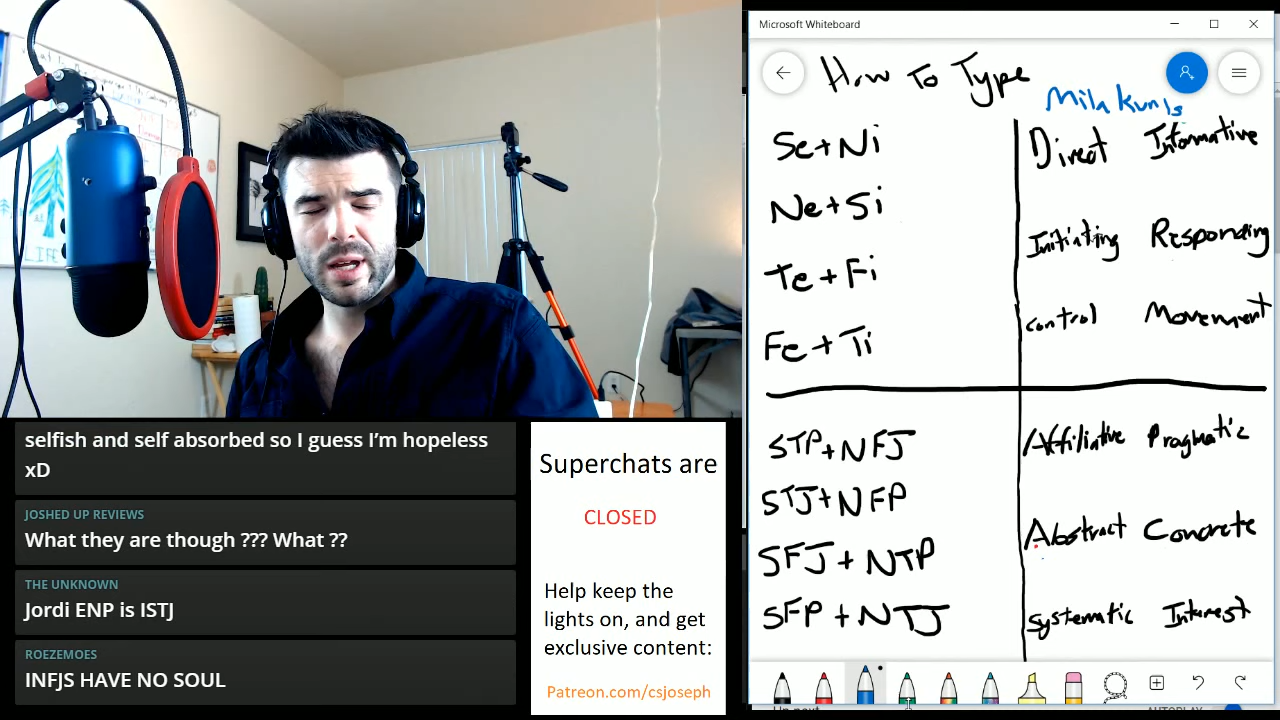 Microsoft Whiteboard
How To Type
Mila Kunis
Se+Ni
Ne+Si
Te+Fi
Fe+Ti
Direct Informative
Initiating Responding
Control Movement
STP+NFJ
STJ+NFP
SFJ+NTP
SFP+NTJ
Affiliative Pragmatic
Abstract Concrete
Systematic Interest
LIFE
selfish and self absorbed so I guess I'm hopeless
xD
JOSHED UP REVIEWS
What they are though ??? What ??
THE UNKNOWN
Jordi ENP is ISTJ
ROEZEMOES
INFJS HAVE NO SOUL
Superchats are
CLOSED
Help keep the
lights on, and get
exclusive content:
Patreon.com/csjoseph